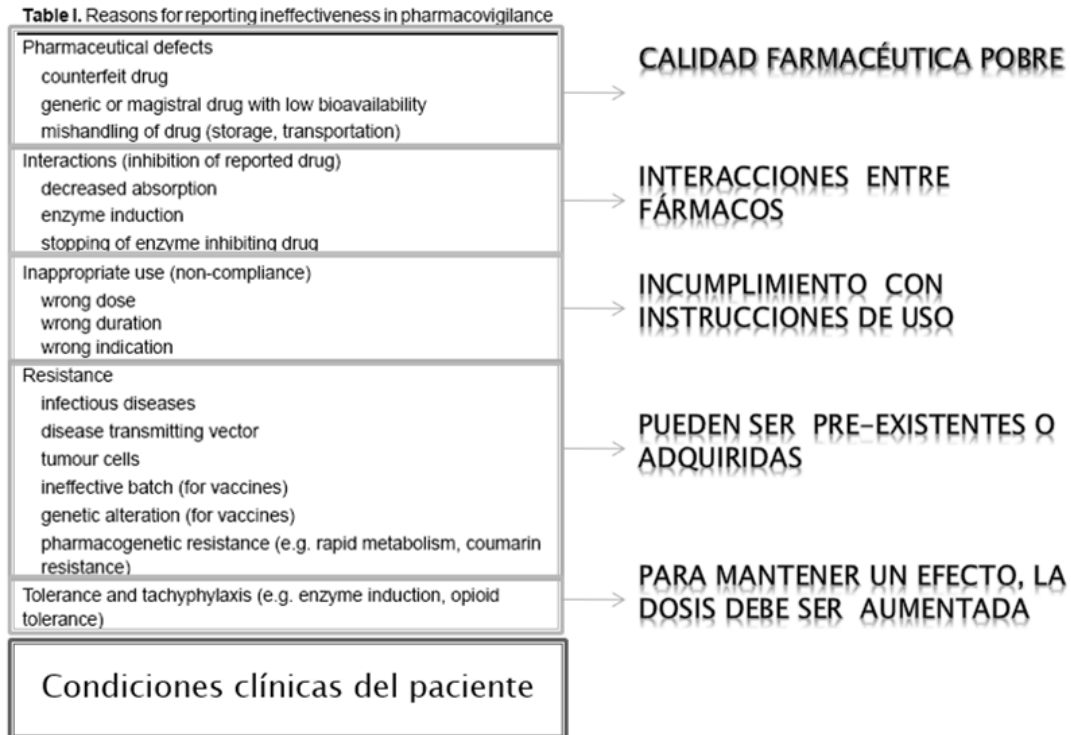 Table I. Reasons for reporting ineffectiveness in pharmacovigilance
Pharmaceutical defects
counterfeit drug
generic or magistral drug with low bioavailability
mishandling of drug (storage, transportation)
CALIDAD FARMACÉUTICA POBRE
Interactions (inhibition of reported drug)
decreased absorption
enzyme induction
stopping of enzyme inhibiting drug
INTERACCIONES ENTRE
FÁRMACOS
Inappropriate use (non-compliance)
wrong dose
wrong duration
wrong indication
INCUMPLIMIENTO CON
INSTRUCCIONES DE USO
Resistance
infectious diseases
disease transmitting vector
tumour cells
ineffective batch (for vaccines)
genetic alteration (for vaccines)
pharmacogenetic resistance (e.g. rapid metabolism, coumarin
resistance)
PUEDEN SER PRE-EXISTENTES O
ADQUIRIDAS
Tolerance and tachyphylaxis (e.g. enzyme induction, opioid
tolerance)
PARA MANTENER UN EFECTO, LA
DOSIS DEBE SER AUMENTADA
Condiciones clínicas del paciente